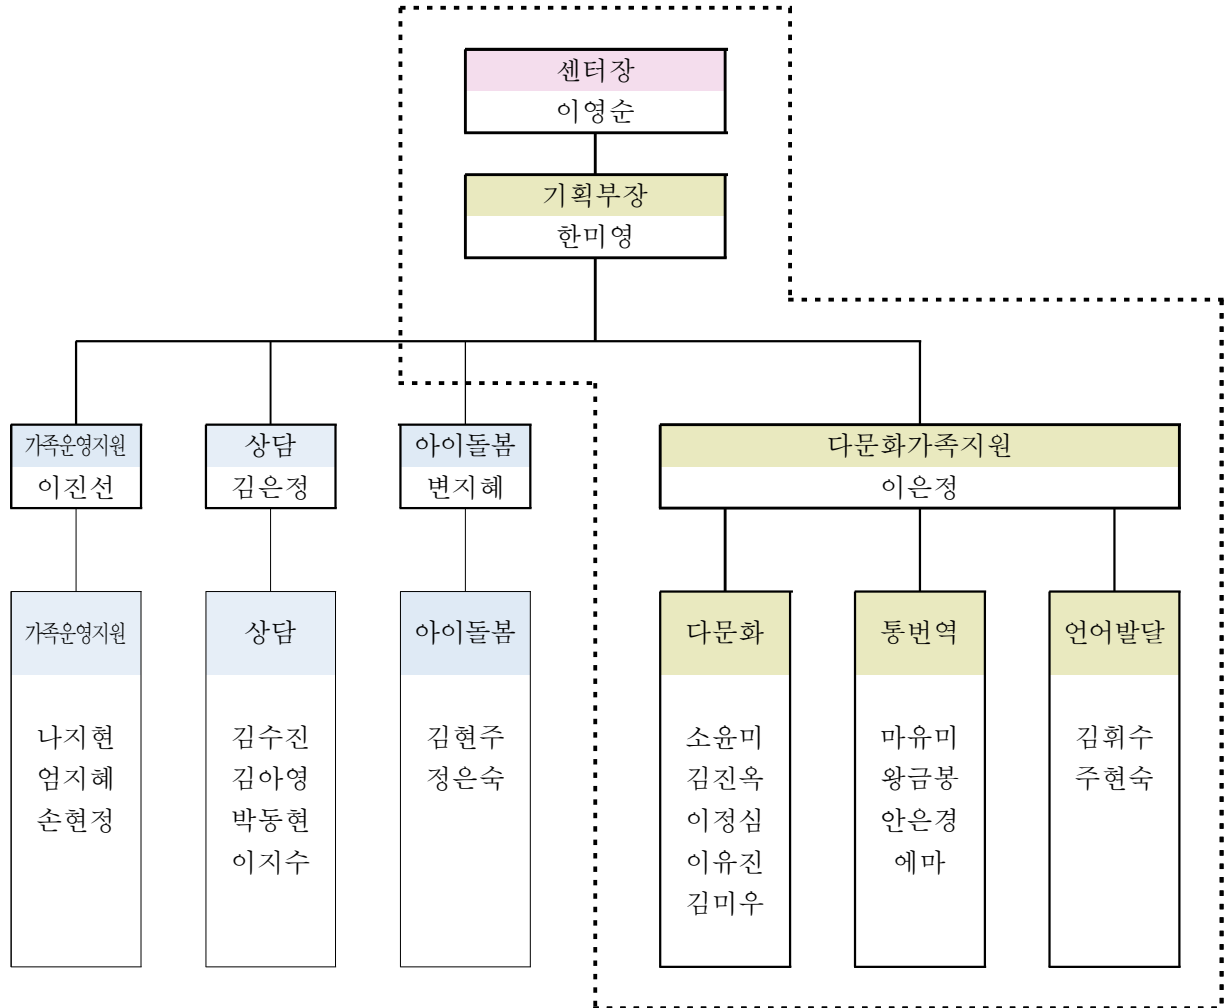 센터장
이영순
기획부장
한미영
가족운영지원
이진선
상담
김은정
아이돌봄
변지혜
다문화가족지원
이은정
가족운영지원
나지현
엄지혜
손현정
상담
김수진
김아영
박동현
이지수
아이돌봄
김현주
정은숙
다문화
소윤미
김진옥
이정심
이유진
김미우
통번역
마유미
왕금봉
안은경
에마
언어발달
김휘수
주현숙